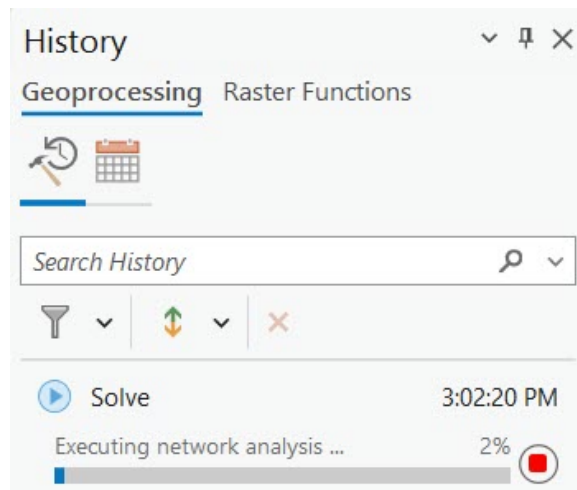 History
Geoprocessing Raster Functions
Search History
Solve 3:02:20 PM
Executing network analysis ... 2%